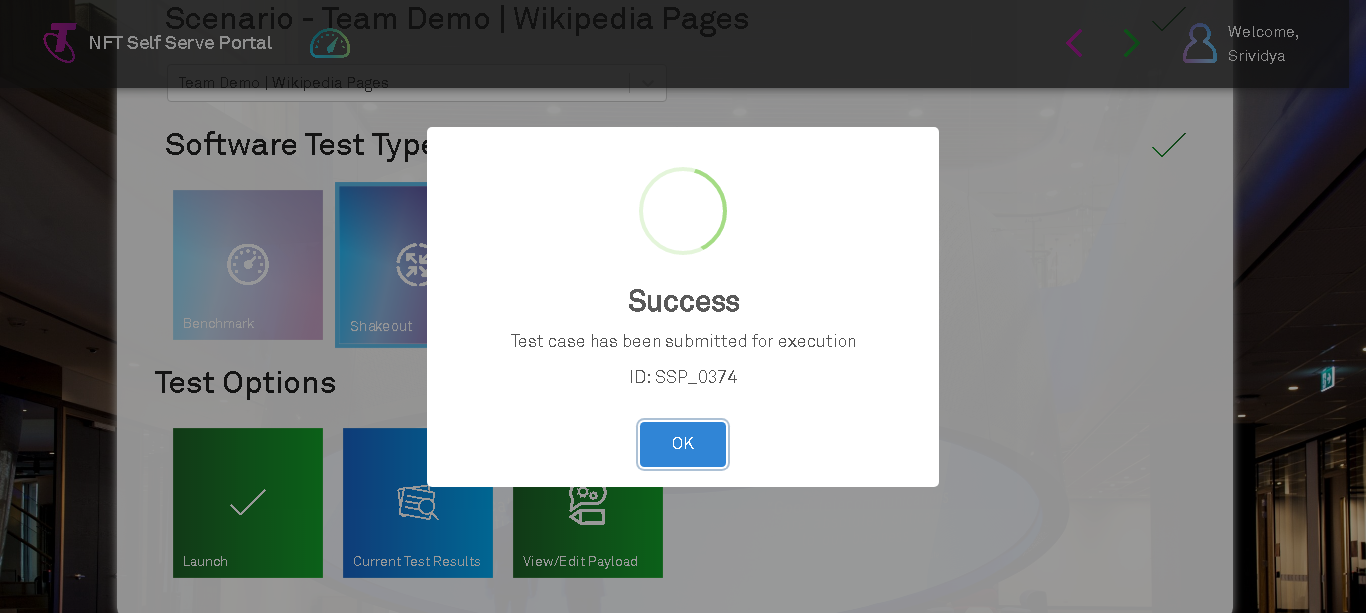 Scenario - Team Demo | Wikipedia Pages
NFT Self Serve Portal
Welcome,
Srividya
Team Demo | Wikipedia Pages
Software Test Type
Benchmark
Shakeout
Success
Test case has been submitted for execution
ID: SSP_0374
OK
Test Options
Launch
Current Test Results
View/Edit Payload